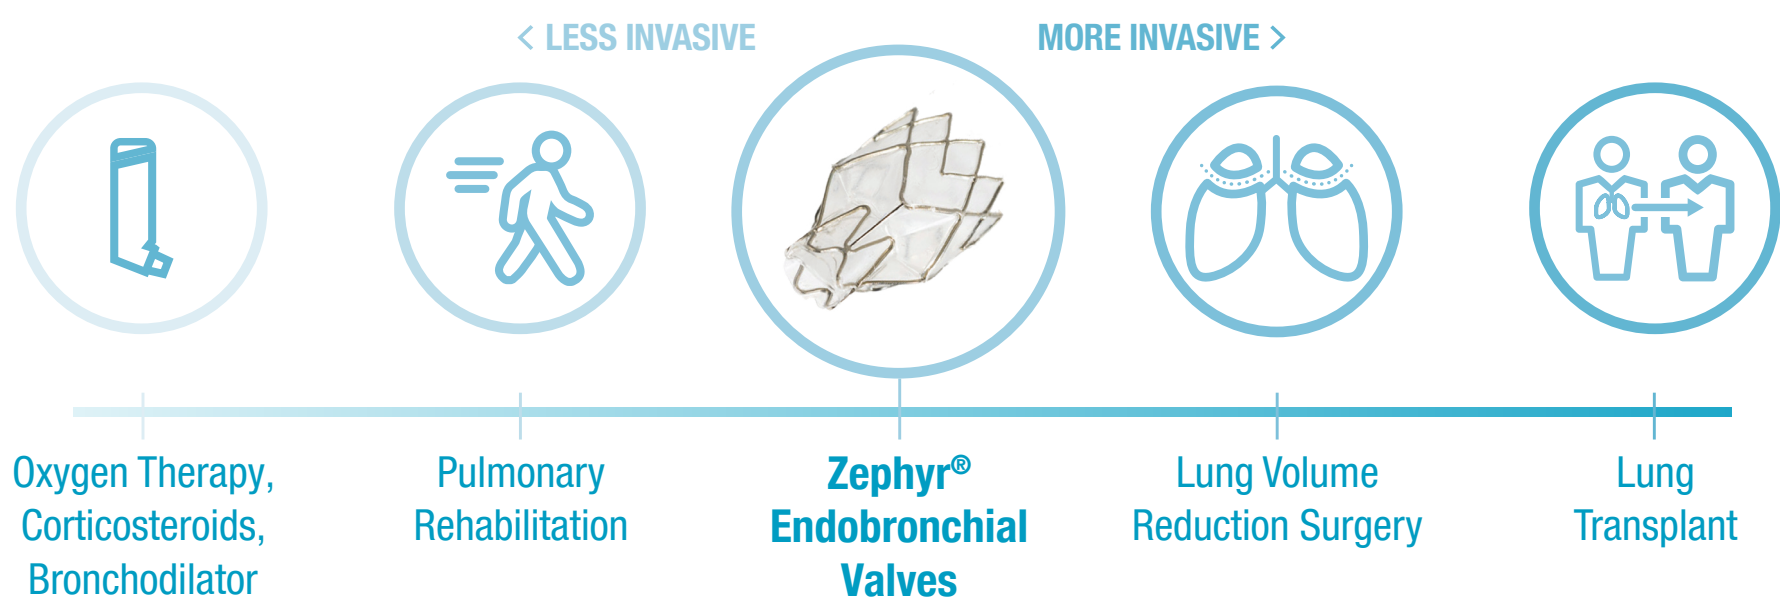 < LESS INVASIVE
MORE INVASIVE >
Oxygen Therapy,
Corticosteroids,
Bronchodilator
Pulmonary
Rehabilitation
Zephyr®
Endobronchial
Valves
Lung Volume
Reduction Surgery
Lung
Transplant